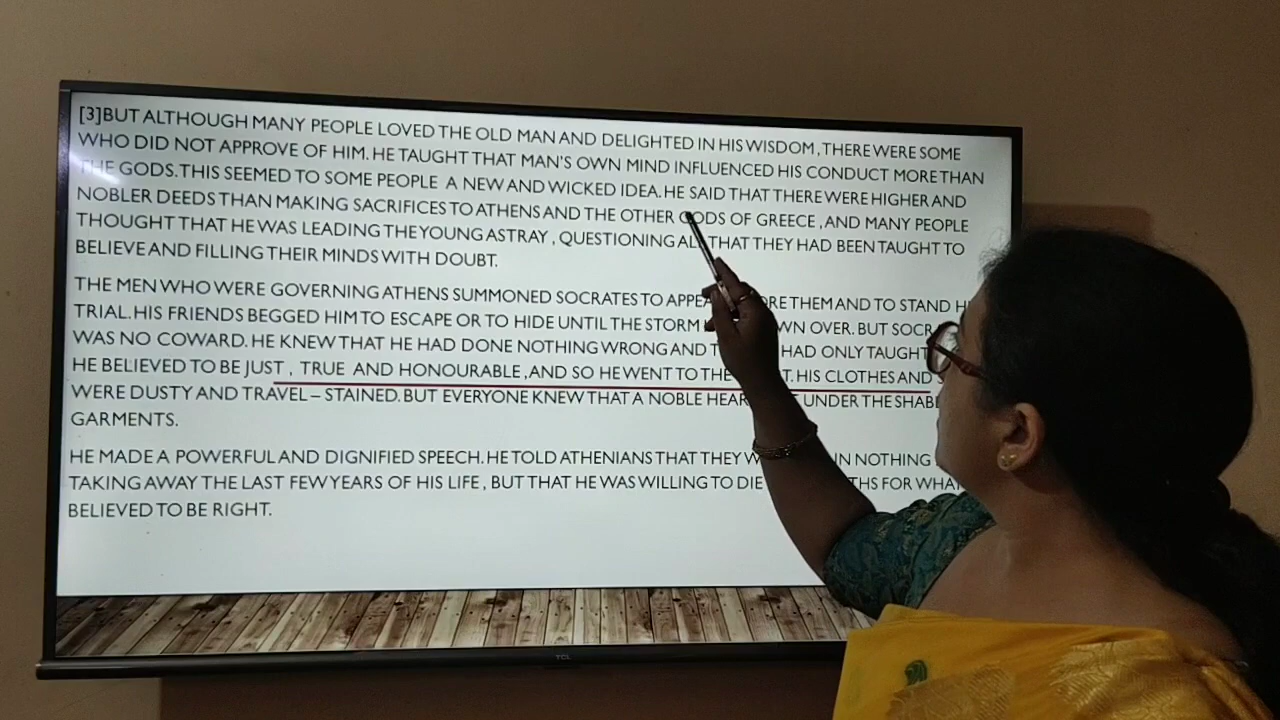 [3]BUT ALTHOUGH MANY PEOPLE LOVED THE OLD MAN AND DELIGHTED IN HIS WISDOM, THERE WERE SOME
WHO DID NOT APPROVE OF HIM. HE TAUGHT THAT MAN'S OWN MIND INFLUENCED HIS CONDUCT MORE THAN
THE GODS. THIS SEEMED TO SOME PEOPLE A NEW AND WICKED IDEA. HE SAID THAT THERE WERE HIGHER AND
NOBLER DEEDS THAN MAKING SACRIFICES TO ATHENS AND THE OTHER GODS OF GREECE, AND MANY PEOPLE
THOUGHT THAT HE WAS LEADING THE YOUNG ASTRAY, QUESTIONING ALL THAT THEY HAD BEEN TAUGHT TO
BELIEVE AND FILLING THEIR MINDS WITH DOUBT.
THE MEN WHO WERE GOVERNING ATHENS SUMMONED SOCRATES TO THEM AND TO STAND
TRIAL. HIS FRIENDS BEGGED HIM TO ESCAPE OR TO HIDE UNTIL THE STORM OVER. BUT
WAS NO COWARD. HE KNEW THAT HE HAD DONE NOTHING WRONG AND HAD ONLY TAUGHT
HE BELIEVED TO BE JUST, TRUE AND HONOURABLE, AND SO HE WENT TO THE HIS CLOTHES AND
WERE DUSTY AND TRAVEL – STAINED. BUT EVERYONE KNEW THAT A NOBLE UNDER THE
GARMENTS.
HE MADE A POWERFUL AND DIGNIFIED SPEECH. HE TOLD ATHENIANS THAT THEY IN NOTHING
TAKING AWAY THE LAST FEW YEARS OF HIS LIFE, BUT THAT HE WAS WILLING TO DIE FOR WHAT
BELIEVED TO BE RIGHT.
TCL